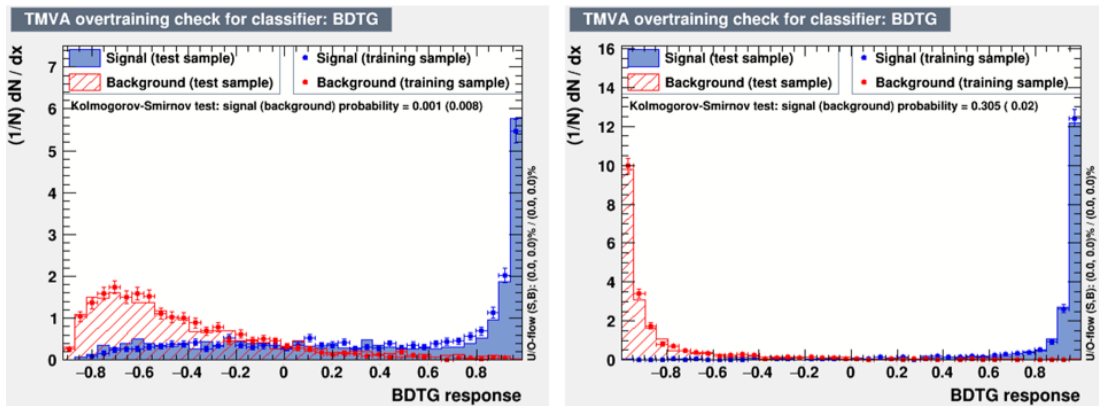 TMVA overtraining check for classifier: BDTG
(1/N) dN / dx
7
6
5
4
3
2
1
0
Signal (test sample)
Background (test sample)
Signal (training sample)
Background (training sample)
Kolmogorov-Smirnov test: signal (background) probability = 0.001 (0.008)
U/O-flow (S,B): (0.0, 0.0)% / (0.0, 0.0)%
-0.8 -0.6 -0.4 -0.2 0 0.2 0.4 0.6 0.8
BDTG response
TMVA overtraining check for classifier: BDTG
(1/N) dN / dx
16
14
12
10
8
6
4
2
0
Signal (test sample)
Background (test sample)
Signal (training sample)
Background (training sample)
Kolmogorov-Smirnov test: signal (background) probability = 0.305 ( 0.02)
U/O-flow (S,B): (0.0, 0.0)% / (0.0, 0.0)%
−0.8 −0.6 −0.4 −0.2 0 0.2 0.4 0.6 0.8
BDTG response